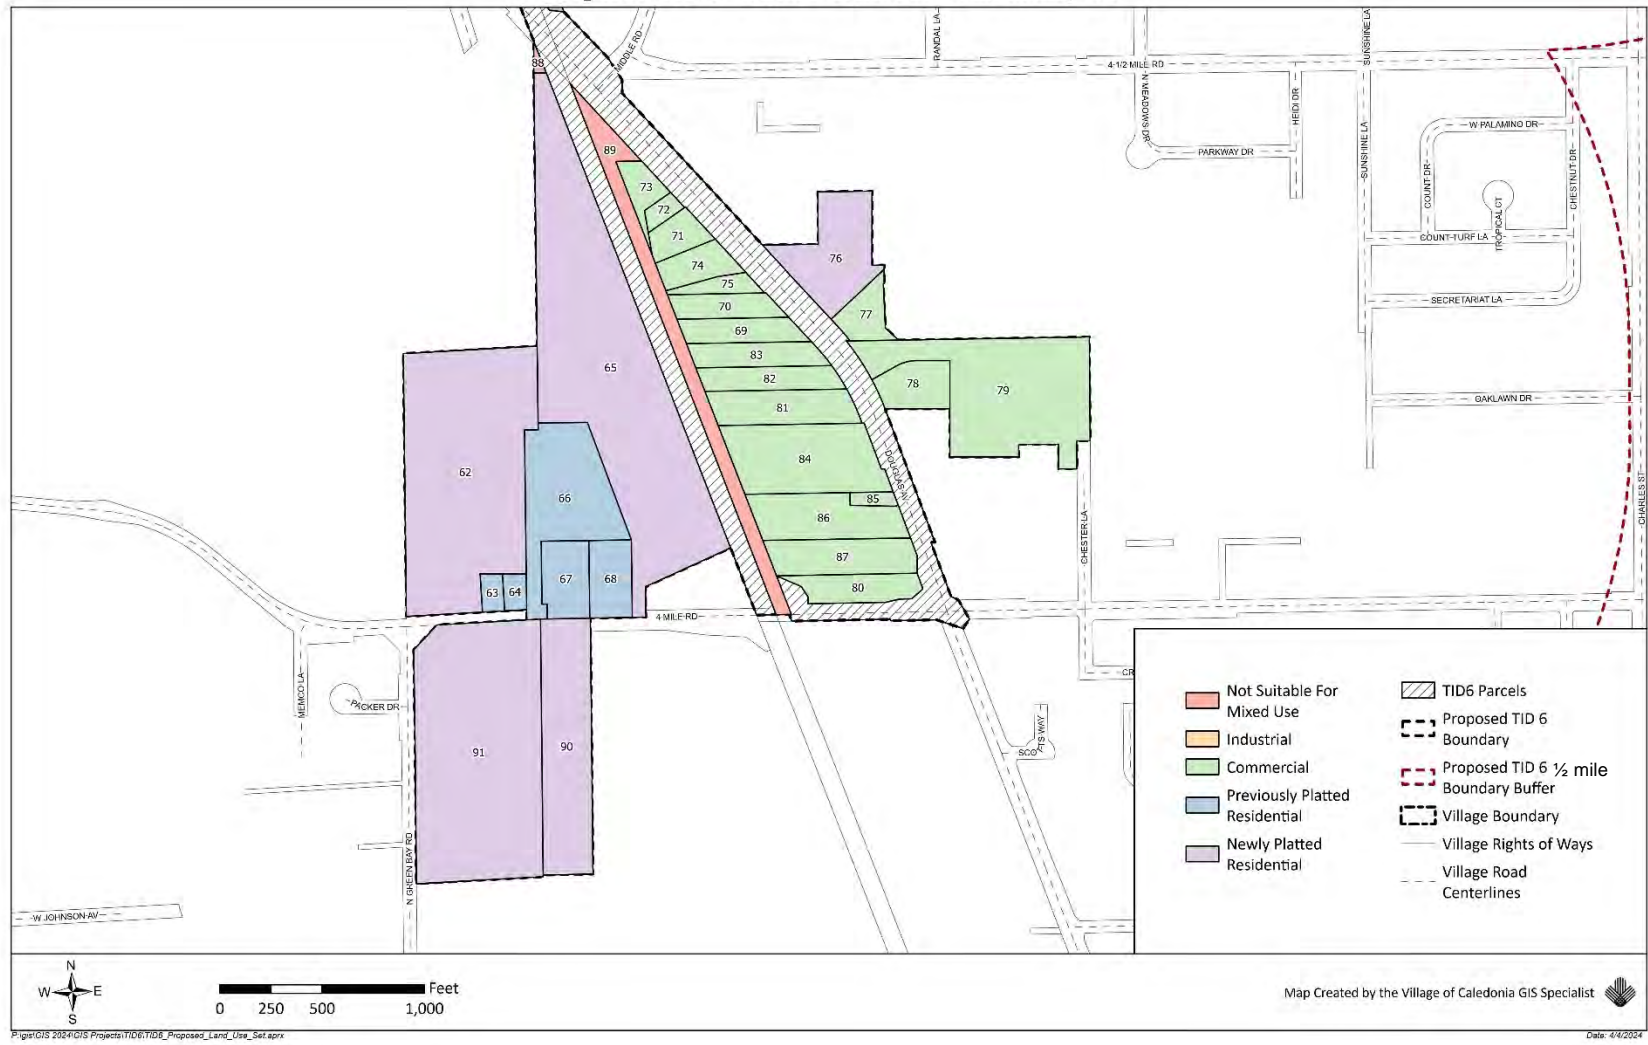 RANDAL LA
MIDDLE RD
SUNSHINE LA
4-1/2 MILE RD
88
N MEADOWS DR
HEIDI DR
SUNSHINE LA
W PALAMINO DR
CHESTNUT DR
COUNT DR
TROPICAL CT
PARKWAY DR
89
73
72
71
COUNT TURF LA
74
76
75
SECRETARIAT LA
70
77
69
83
65
82
78
79
OAKLAWN DR
81
84
DOUGLAS AV
62
66
85
CHARLES ST
86
CHESTER LA
87
67
68
63
64
80
4 MILE RD
CR
MEMCO LA
PACKER DR
SCO
TS WAY
91
90
N GREEN BAY RD
W JOHNSON AV
Not Suitable For
Mixed Use
Industrial
Commercial
Previously Platted
Residential
Newly Platted
Residential
TID6 Parcels
Proposed TID 6
Boundary
Proposed TID 6 ½ mile
Boundary Buffer
Village Boundary
Village Rights of Ways
Village Road
Centerlines
N
W E
S
Feet
0 250 500 1,000
Map Created by the Village of Caledonia GIS Specialist
P:\gis\GIS 2024\GIS Projects\TID6\TID6_Proposed_Land_Use_Set.aprx
Date: 4/4/2024